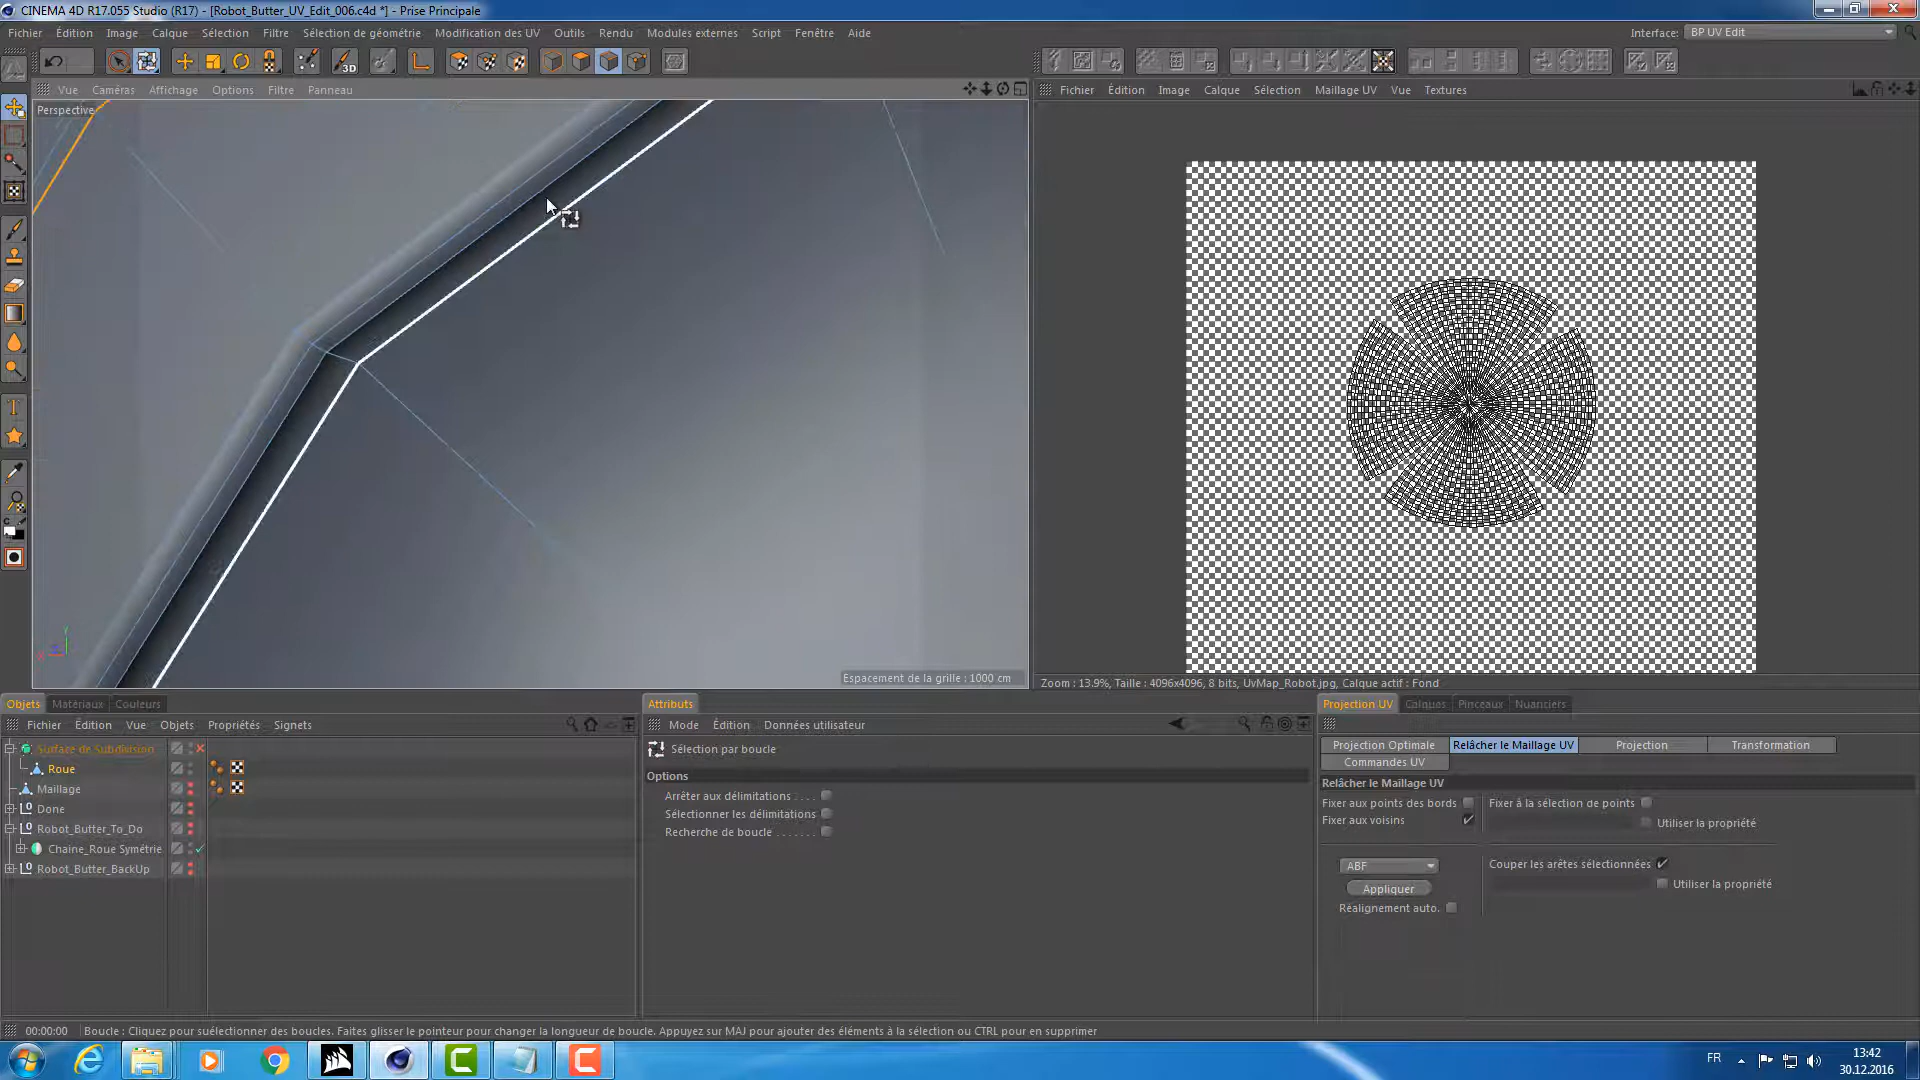 CINEMA 4D R17.055 Studio (R17) - [Robot_Butter_UV_Edit_006.c4d *] - Prise Principale
Fichier Édition Image Calque Sélection Filtre Sélection de géométrie Modification des UV Outils Rendu Modules externes Script Fenêtre Aide Interface: BP UV Edit
Vue Caméras Affichage Options Filtre Panneau
Fichier Édition Image Calque Sélection Maillage UV Vue Textures
Perspective
3D
Espacement de la grille : 1000 cm
Zoom : 13.9%, Taille : 4096x4096, 8 bits, UvMap_Robot.jpg, Calque actif : Fond
Objets Matériaux Couleurs
Fichier Édition Vue Objets Propriétés Signets
Surface de Subdivision
Roue
Maillage
Done
Robot_Butter_To_Do
Chaine_Roue Symétrie
Robot_Butter_BackUp
Attributs
Mode Édition Données utilisateur
Sélection par boucle
Options
Arrêter aux délimitations
Sélectionner les délimitations
Recherche de boucle
Projection UV Calques Pinceaux Nuanciers
Projection Optimale Relâcher le Maillage UV Projection Transformation
Commandes UV
Relâcher le Maillage UV
Fixer aux points des bords Fixer à la sélection de points
Fixer aux voisins Utiliser la propriété
ABF Couper les arêtes sélectionnées
Appliquer Utiliser la propriété
Réalignement auto.
00:00:00 Boucle : Cliquez pour suélectionner des boucles. Faites glisser le pointeur pour changer la longueur de boucle. Appuyez sur MAJ pour ajouter des éléments à la sélection ou CTRL pour en supprimer
FR
13:42
30.12.2016